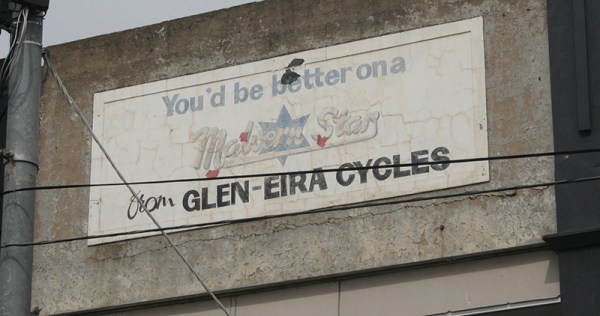 You'd be better on a
Malvern Star
from GLEN-EIRA CYCLES